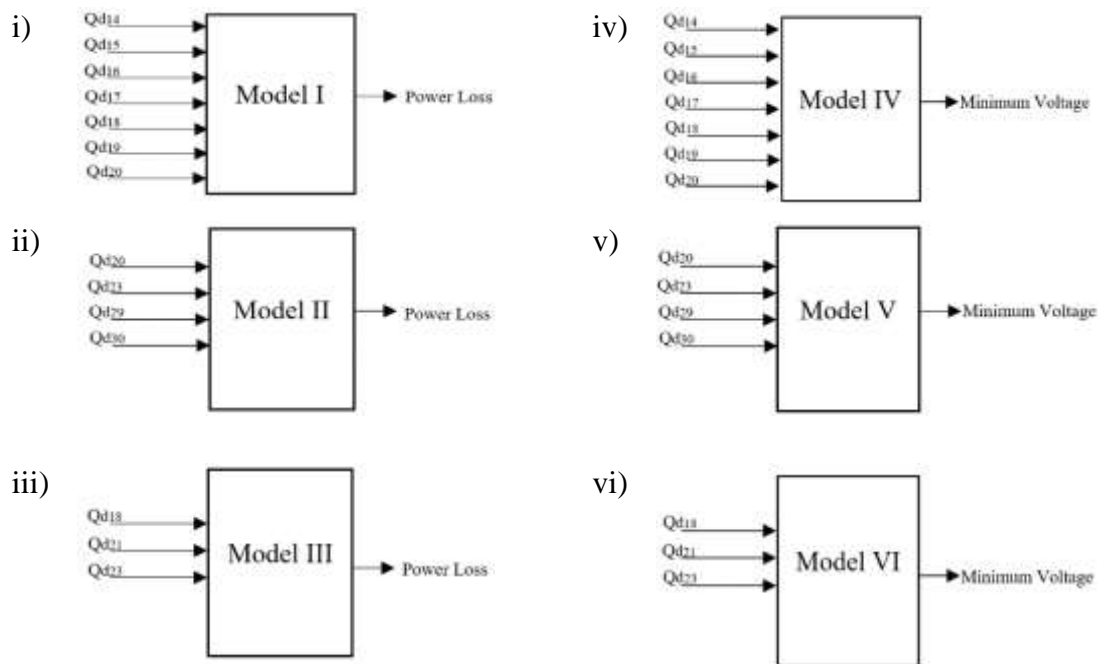 i)
Qd14
Qd15
Qd16
Qd17
Qd18
Qd19
Qd20
Model I
Power Loss
iv)
Qd14
Qd15
Qd16
Qd17
Qd18
Qd19
Qd20
Model IV
Minimum Voltage
ii)
Qd20
Qd23
Qd29
Qd30
Model II
Power Loss
v)
Qd20
Qd23
Qd29
Qd30
Model V
Minimum Voltage
iii)
Qd18
Qd21
Qd23
Model III
Power Loss
vi)
Qd18
Qd21
Qd23
Model VI
Minimum Voltage